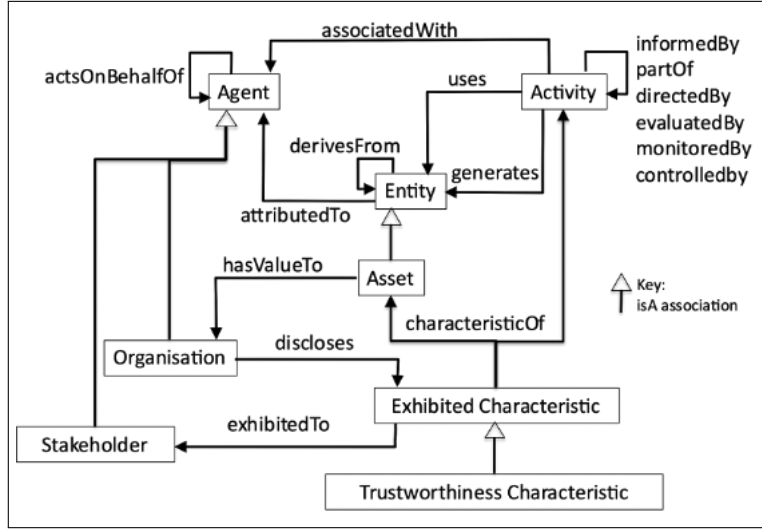 associatedWith
informedBy
actsOnBehalfOf
partOf
Agent
uses
Activity
directedBy
derivesFrom
evaluatedBy
monitoredBy
generates
controlledby
Entity
attributedTo
hasValueTo
Asset
Key:
isA association
characteristicOf
Organisation
discloses
Exhibited Characteristic
exhibitedTo
Stakeholder
Trustworthiness Characteristic